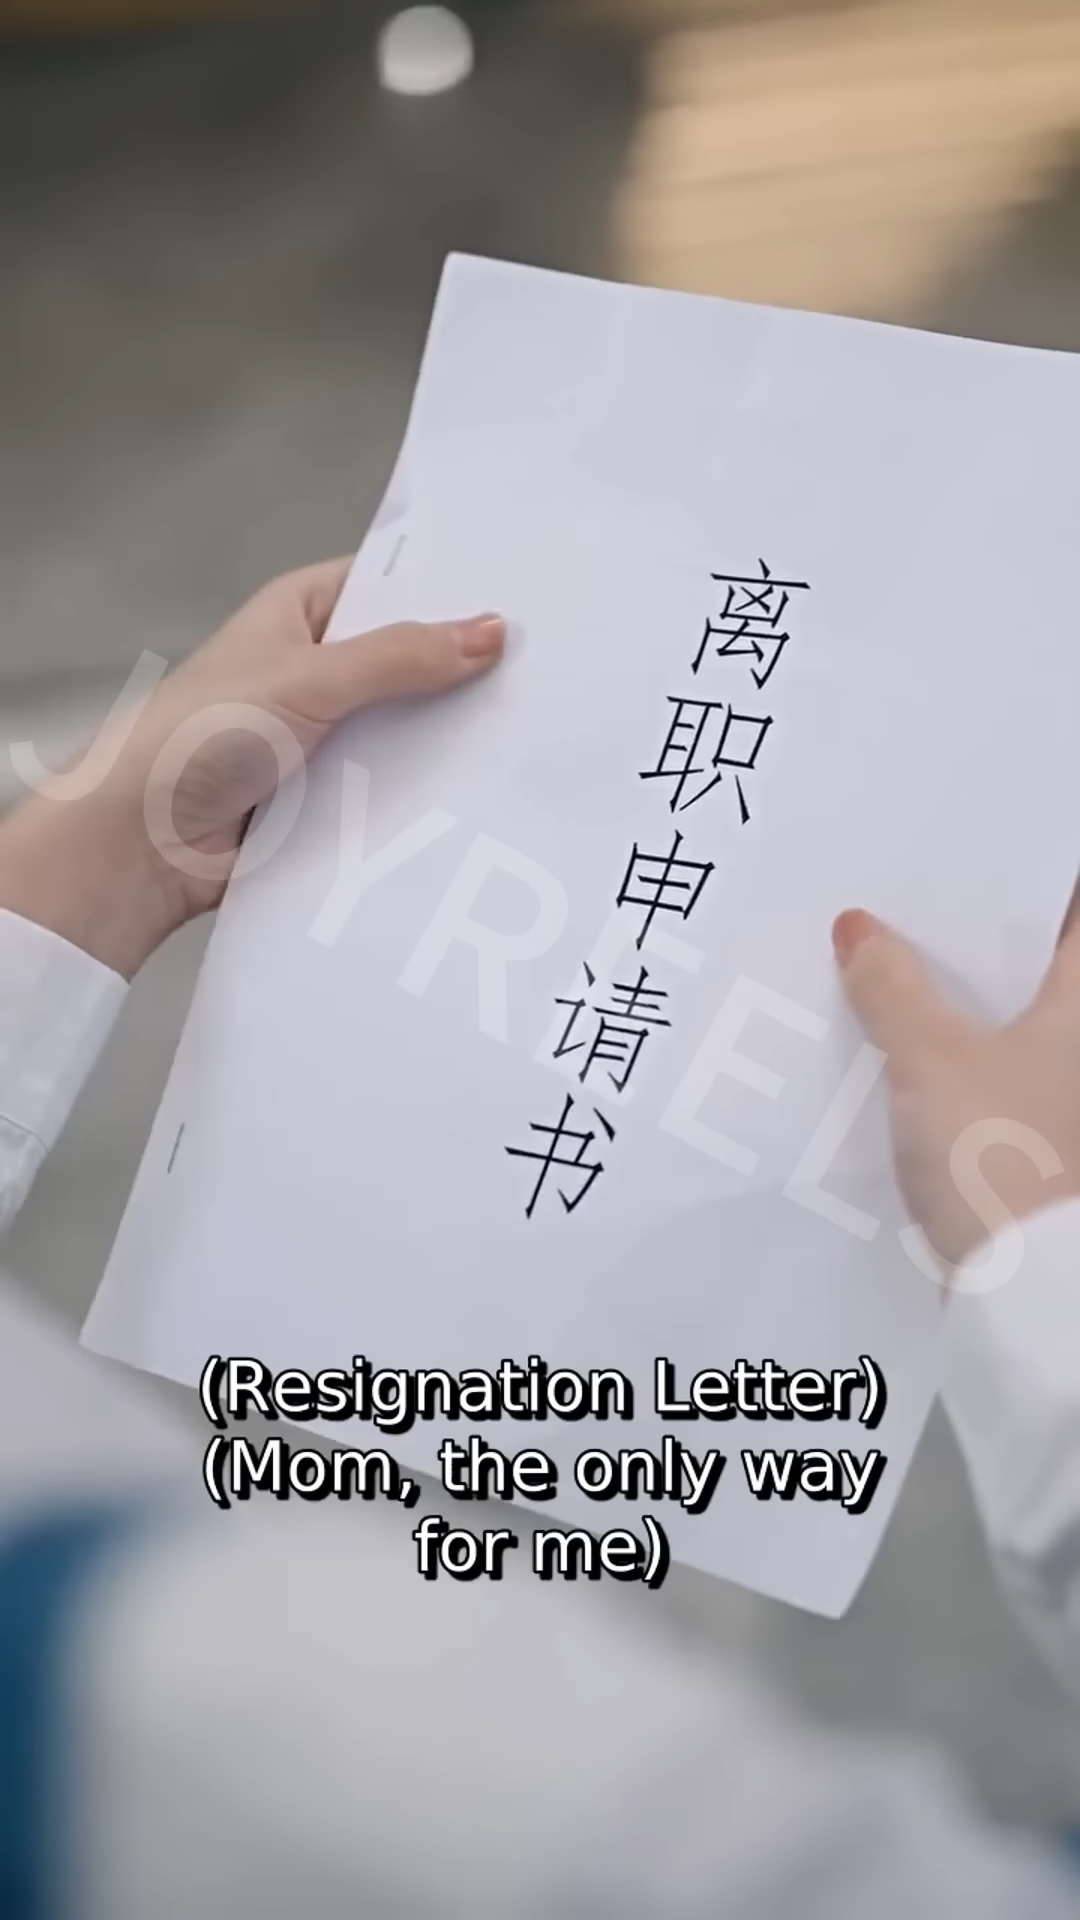 离职申请书
JOYREELS
(Resignation Letter)
(Mom, the only way
for me)